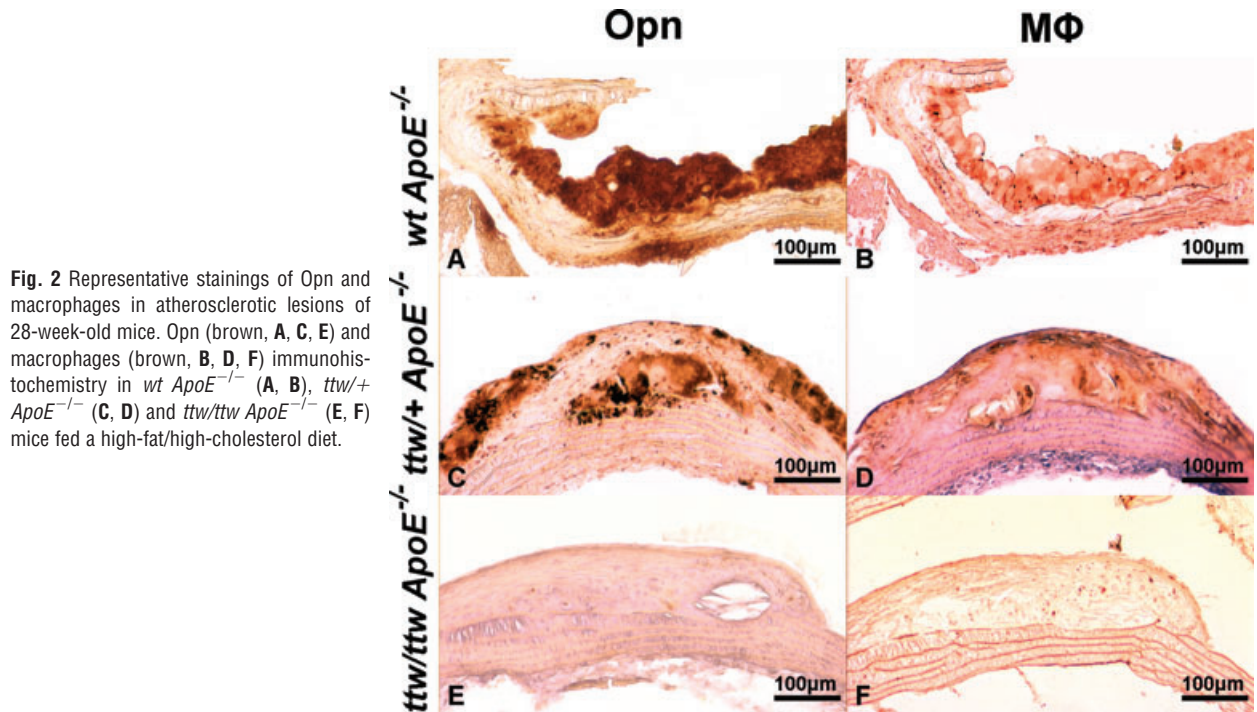 Opn MΦ
wt ApoE-/-
A 100µm
B 100µm
ttw/+ ApoE-/-
C 100µm
D 100µm
ttw/ttw ApoE-/-
E 100µm
F 100µm
Fig. 2 Representative stainings of Opn and
macrophages in atherosclerotic lesions of
28-week-old mice. Opn (brown, A, C, E) and
macrophages (brown, B, D, F) immunohis-
tochemistry in wt ApoE−/− (A, B), ttw/+
ApoE−/− (C, D) and ttw/ttw ApoE−/− (E, F)
mice fed a high-fat/high-cholesterol diet.